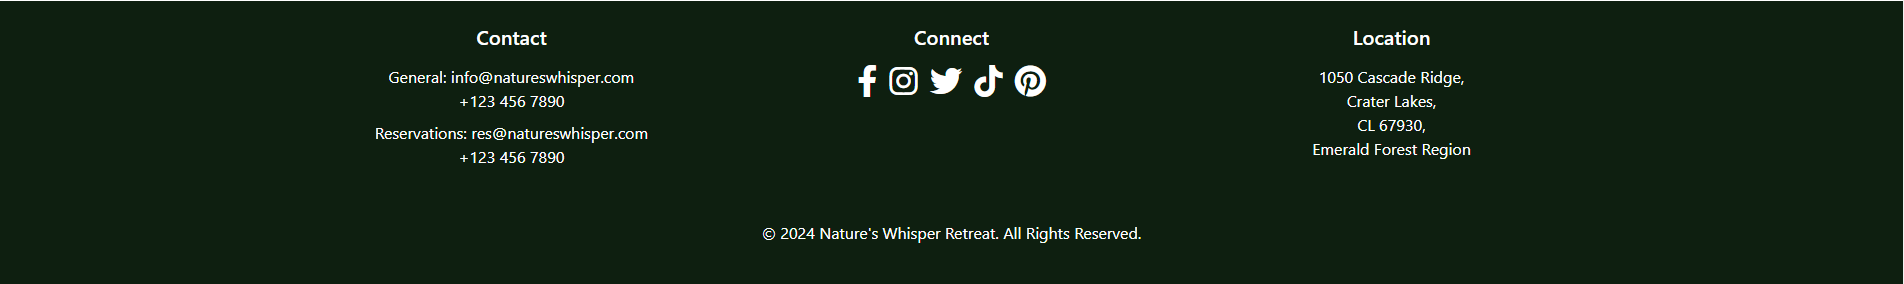 Contact
General: info@natureswhisper.com
+123 456 7890
Reservations: res@natureswhisper.com
+123 456 7890
Connect
Location
1050 Cascade Ridge,
Crater Lakes,
CL 67930,
Emerald Forest Region
© 2024 Nature's Whisper Retreat. All Rights Reserved.